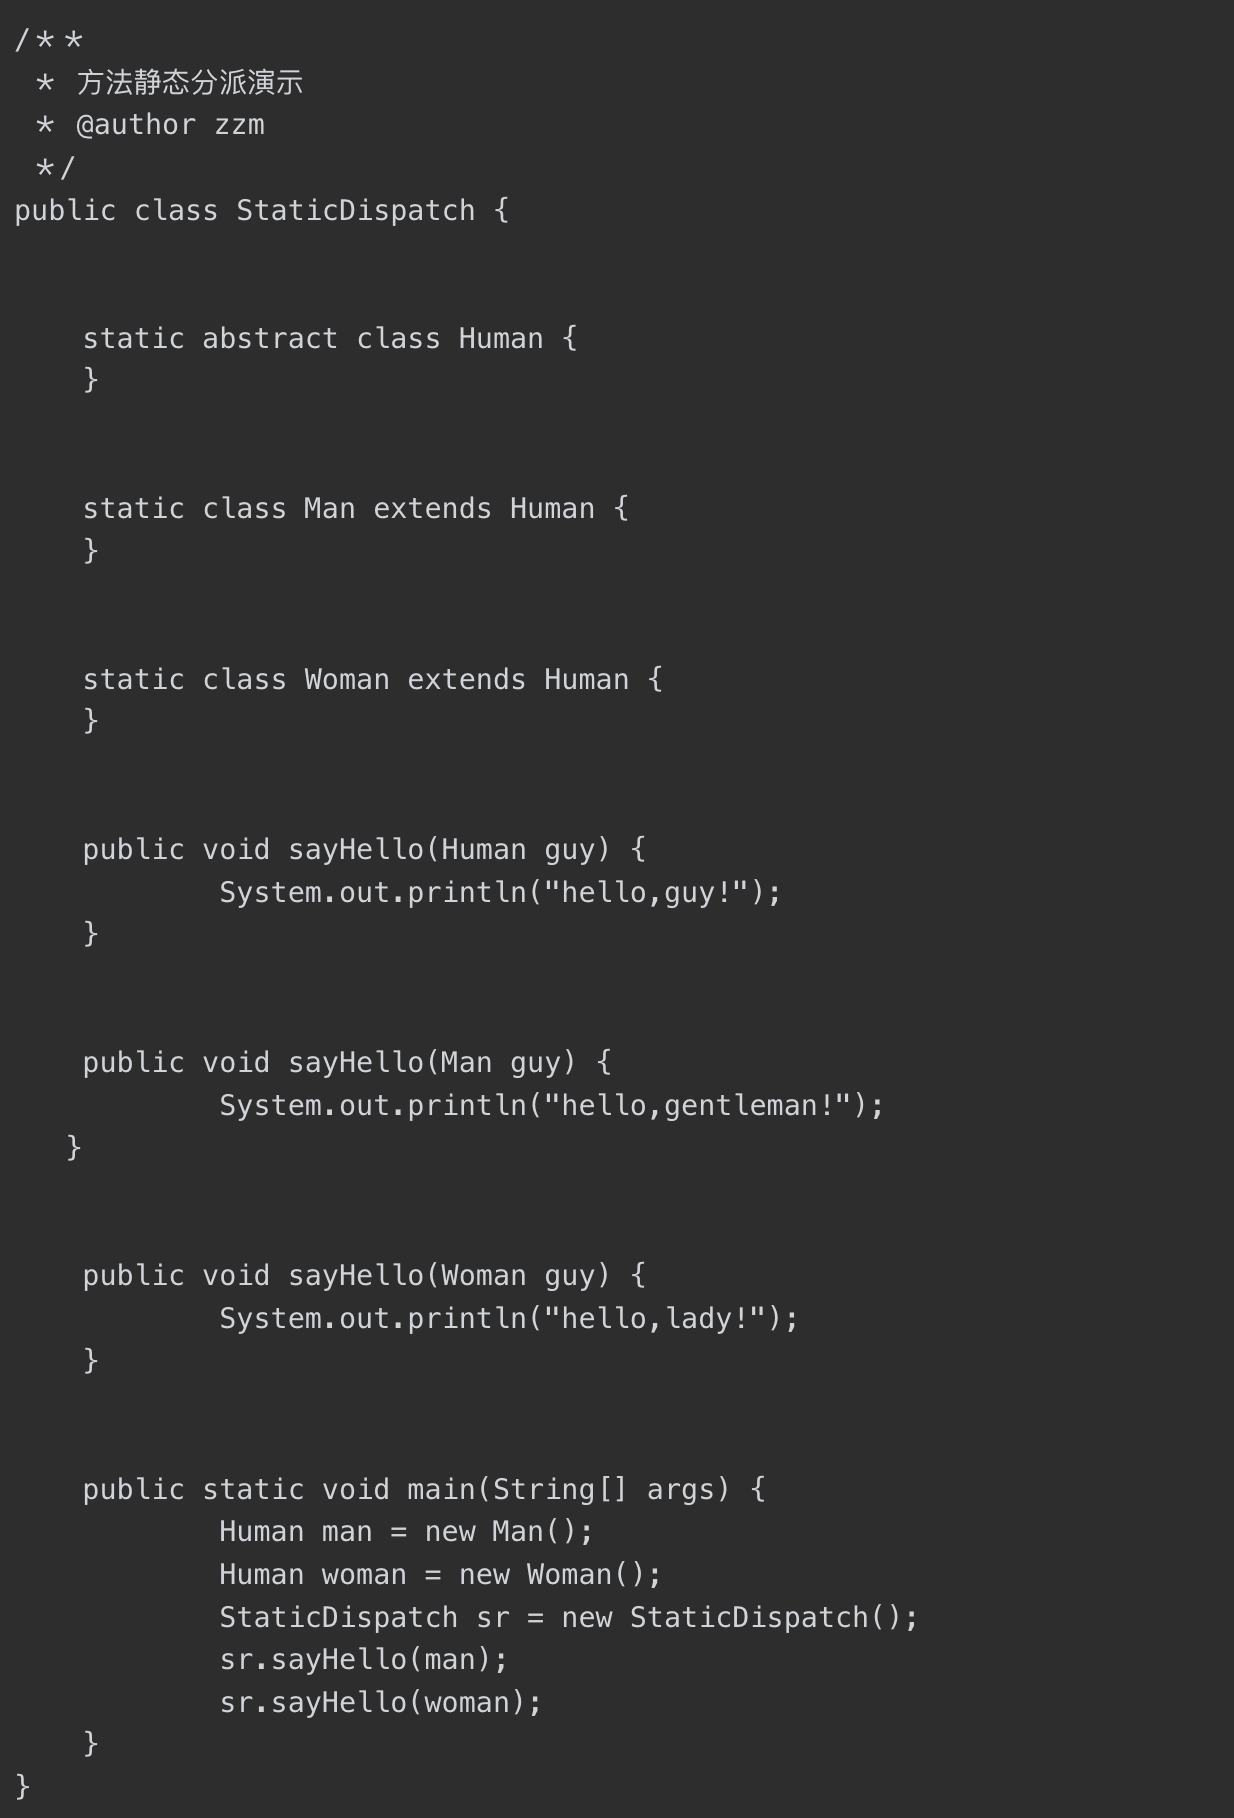 /**
 * 方法静态分派演示
 * @author zzm
 */
public class StaticDispatch {
    static abstract class Human {
    }
    static class Man extends Human {
    }
    static class Woman extends Human {
    }
    public void sayHello(Human guy) {
            System.out.println("hello,guy!");
    }
    public void sayHello(Man guy) {
            System.out.println("hello,gentleman!");
   }
    public void sayHello(Woman guy) {
            System.out.println("hello,lady!");
    }
    public static void main(String[] args) {
            Human man = new Man();
            Human woman = new Woman();
            StaticDispatch sr = new StaticDispatch();
            sr.sayHello(man);
            sr.sayHello(woman);
    }
}